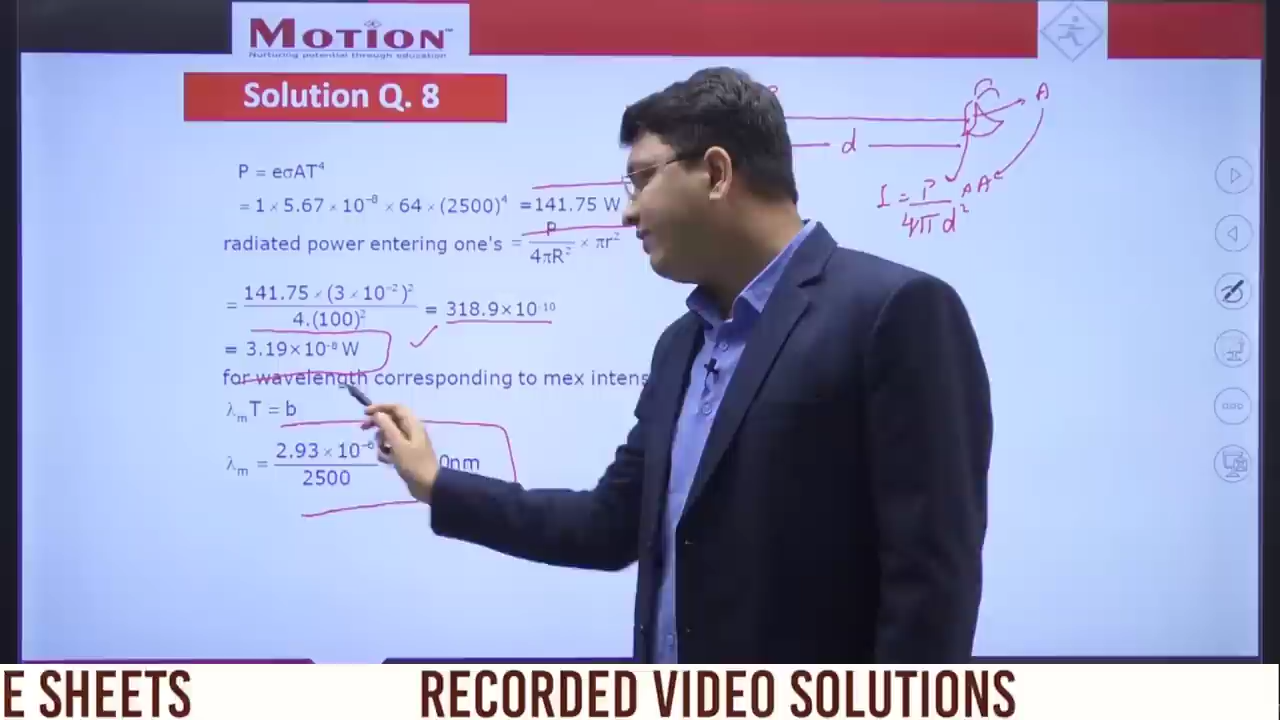 MOTION™
Nurturing potential through education
Solution Q. 8
P = eσAT⁴
= 1 × 5.67 × 10⁻⁸ × 64 × (2500)⁴ = 141.75 W
radiated power entering one's = P/4πR² × πr²
= 141.75 × (3 × 10⁻²)²/4.(100)² = 318.9×10⁻¹⁰
= 3.19×10⁻⁸ W
for wavelength corresponding to mex intens
λₘT = b
λₘ = 2.93 × 10⁻⁶/2500 0nm
A
d
I = P/4πd²
E SHEETS RECORDED VIDEO SOLUTIONS